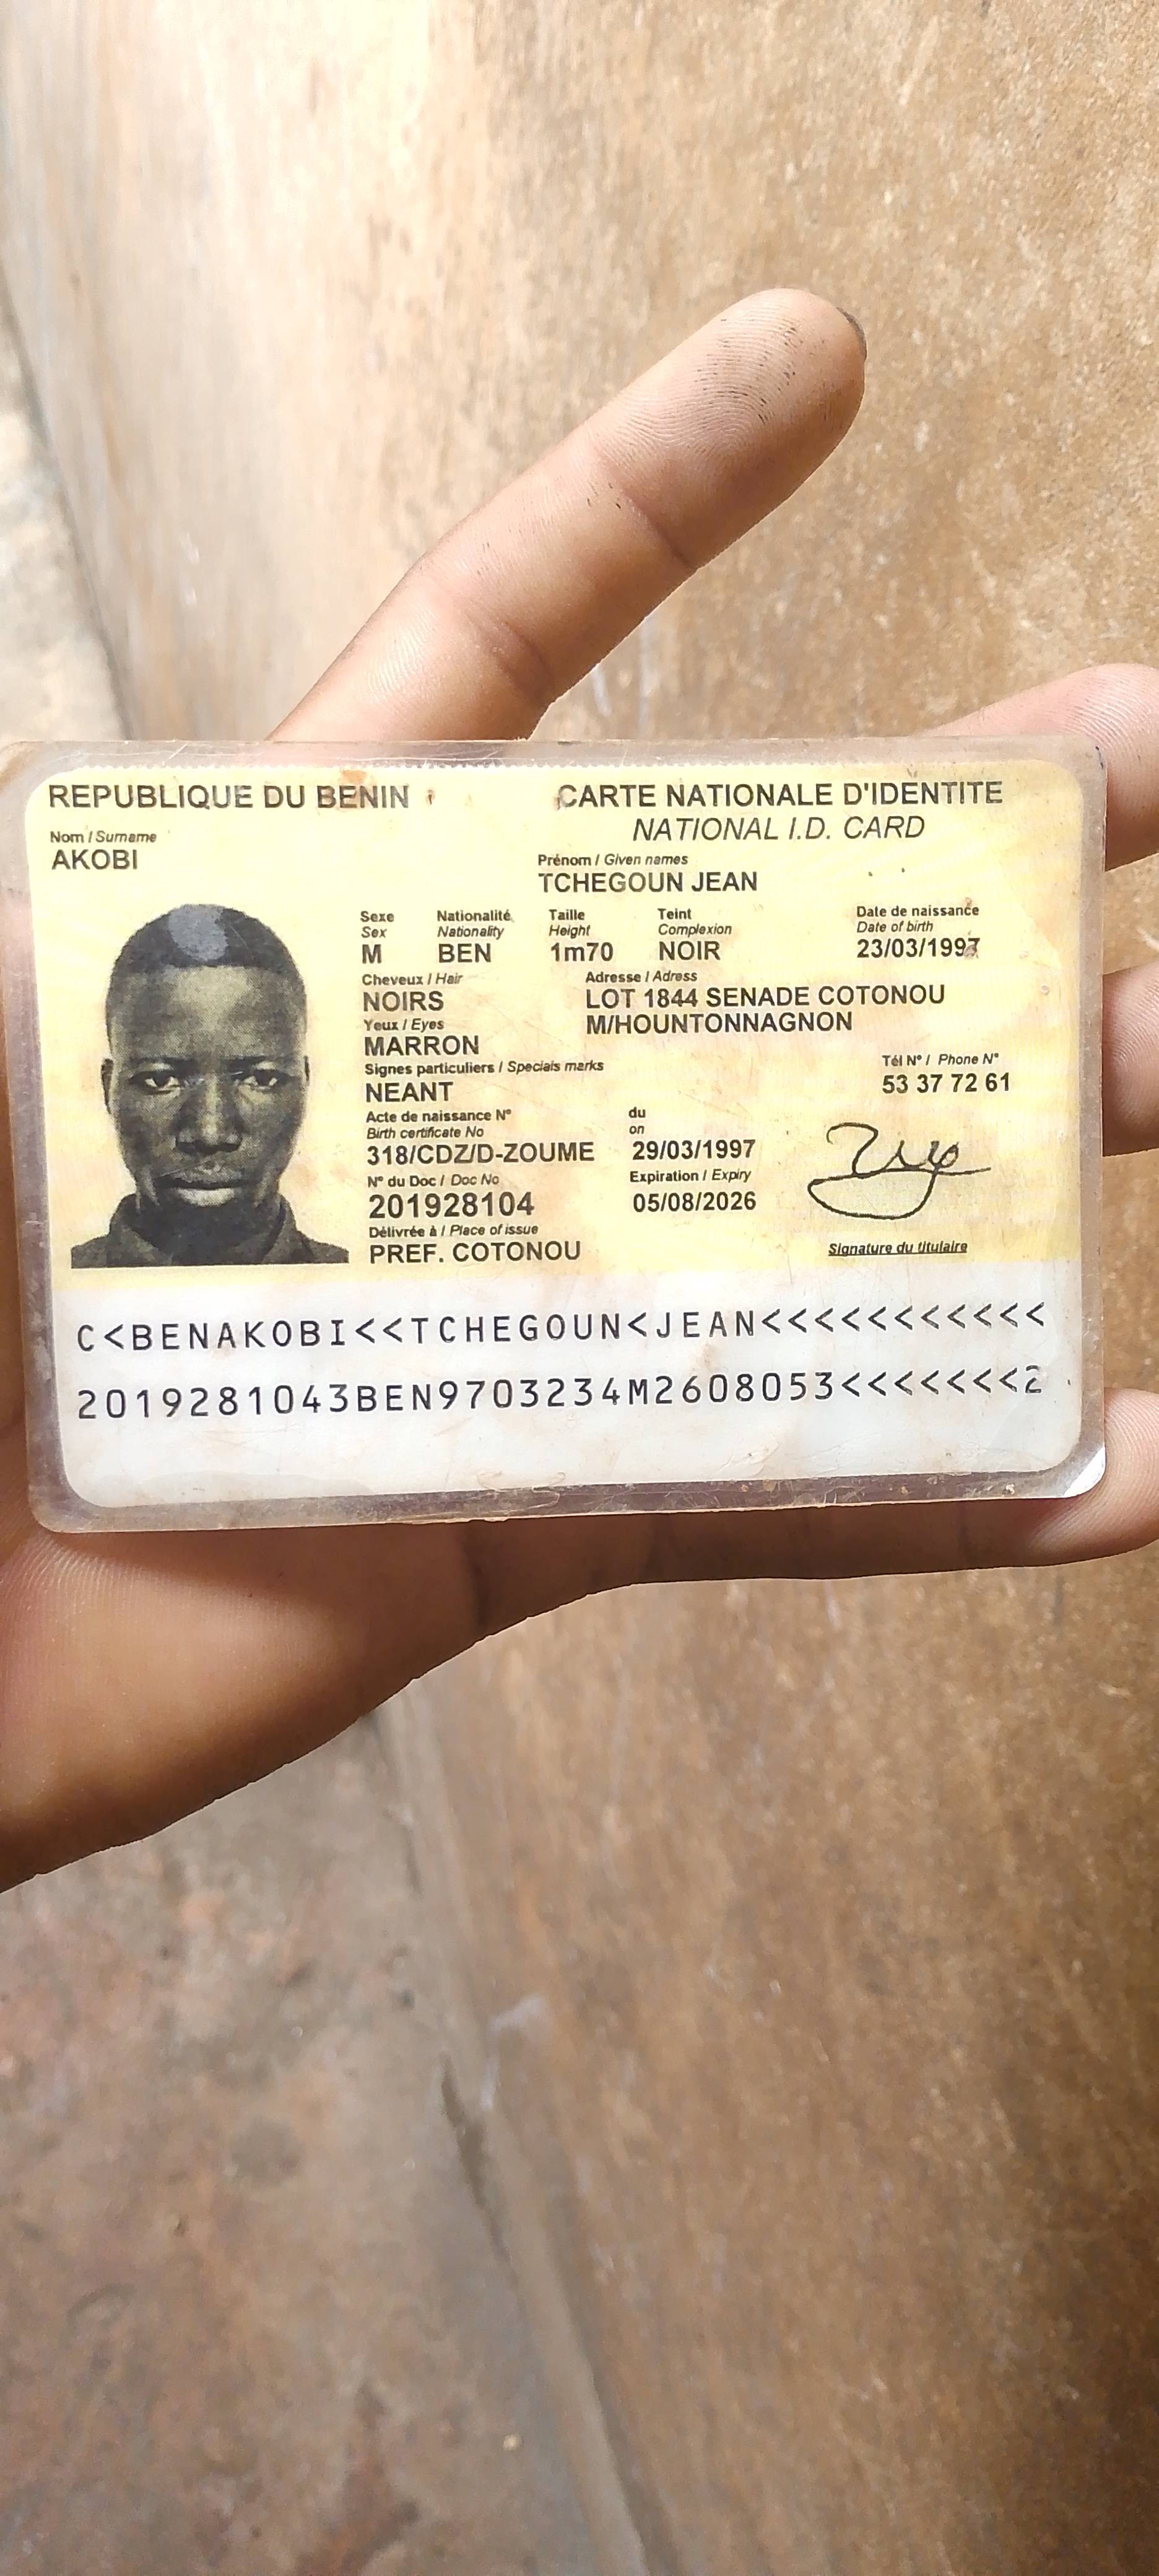 REPUBLIQUE DU BENIN
CARTE NATIONALE D'IDENTITE
NATIONAL I.D. CARD
Nom / Surname
AKOBI
Prénom / Given names
TCHEGOUN JEAN
Sexe Nationalité Taille Teint Date de naissance
Sex Nationality Height Complexion Date of birth
M BEN 1m70 NOIR 23/03/1997
Cheveux / Hair Adresse / Adress
NOIRS LOT 1844 SENADE COTONOU
Yeux / Eyes M/HOUNTONNAGNON
MARRON
Signes particuliers / Specials marks Tél N° / Phone N°
NEANT 53 37 72 61
Acte de naissance N° du
Birth certificate No on
318/CDZ/D-ZOUME 29/03/1997
N° du Doc / Doc No Expiration / Expiry
201928104 05/08/2026
Délivrée à / Place of issue
PREF. COTONOU Signature du titulaire
C<BENAKOBI<<TCHEGOUN<JEAN<<<<<<<<<<<
2019281043BEN9703234M2608053<<<<<<<2